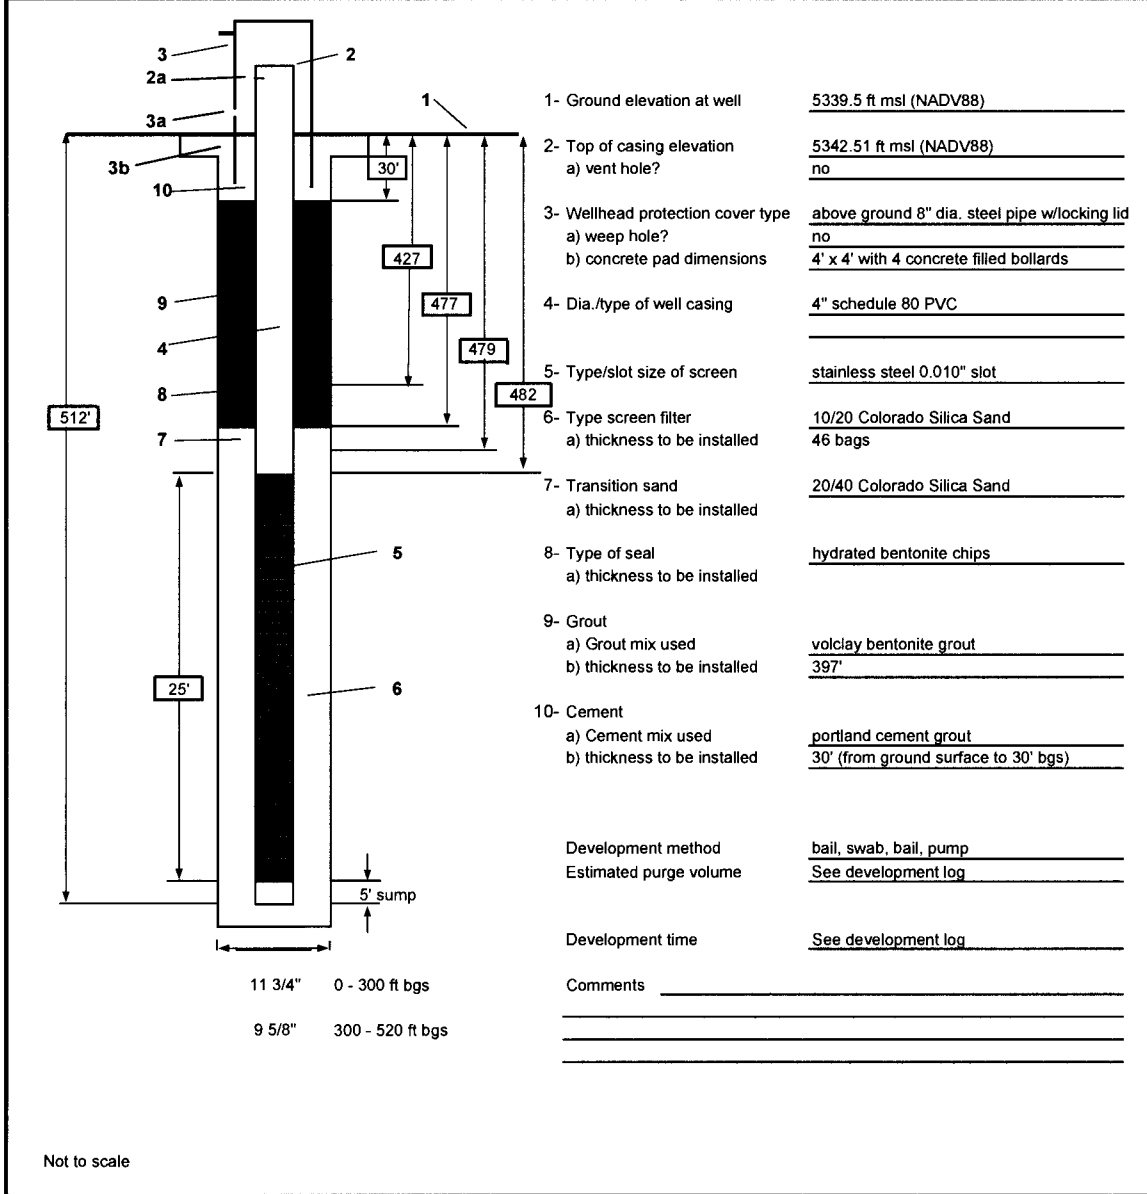 3
2
2a
1
3a
3b
30'
10
427
9
477
4
479
8
482
512'
7
5
25'
6
5' sump
11 3/4" 0 - 300 ft bgs
9 5/8" 300 - 520 ft bgs
Not to scale
1- Ground elevation at well 5339.5 ft msl (NADV88)
2- Top of casing elevation 5342.51 ft msl (NADV88)
a) vent hole? no
3- Wellhead protection cover type above ground 8" dia. steel pipe w/locking lid
a) weep hole? no
b) concrete pad dimensions 4' x 4' with 4 concrete filled bollards
4- Dia./type of well casing 4" schedule 80 PVC
5- Type/slot size of screen stainless steel 0.010" slot
6- Type screen filter 10/20 Colorado Silica Sand
a) thickness to be installed 46 bags
7- Transition sand 20/40 Colorado Silica Sand
a) thickness to be installed
8- Type of seal hydrated bentonite chips
a) thickness to be installed
9- Grout
a) Grout mix used volclay bentonite grout
b) thickness to be installed 397'
10- Cement
a) Cement mix used portland cement grout
b) thickness to be installed 30' (from ground surface to 30' bgs)
Development method bail, swab, bail, pump
Estimated purge volume See development log
Development time See development log
Comments